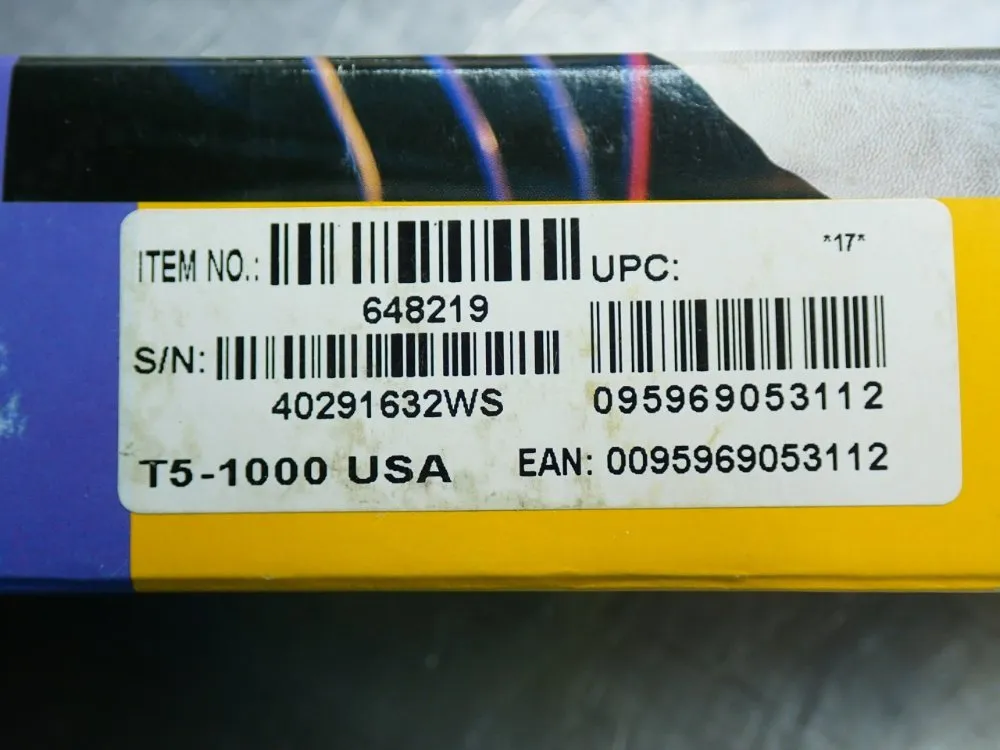 ITEM NO.:
648219
S/N:
40291632WS
T5-1000 USA
*17*
UPC:
095969053112
EAN: 0095969053112